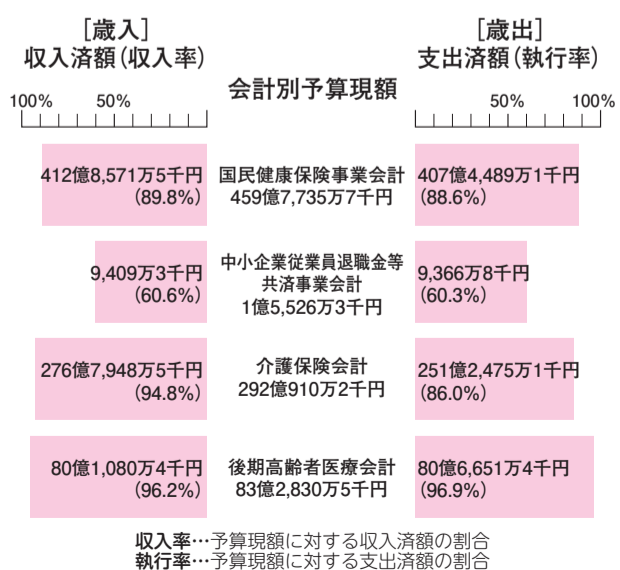 ［歳入］
収入済額（収入率）
［歳出］
支出済額（執行率）
会計別予算現額
100%
50%
50%
100%
412億8,571万5千円
(89.8%)
国民健康保険事業会計
459億7,735万7千円
407億4,489万1千円
(88.6%)
9,409万3千円
(60.6%)
中小企業従業員退職金等
共済事業会計
1億5,526万3千円
9,366万8千円
(60.3%)
276億7,948万5千円
(94.8%)
介護保険会計
292億910万2千円
251億2,475万1千円
(86.0%)
80億1,080万4千円
(96.2%)
後期高齢者医療会計
83億2,830万5千円
80億6,651万4千円
(96.9%)
収入率…予算現額に対する収入済額の割合
執行率…予算現額に対する支出済額の割合